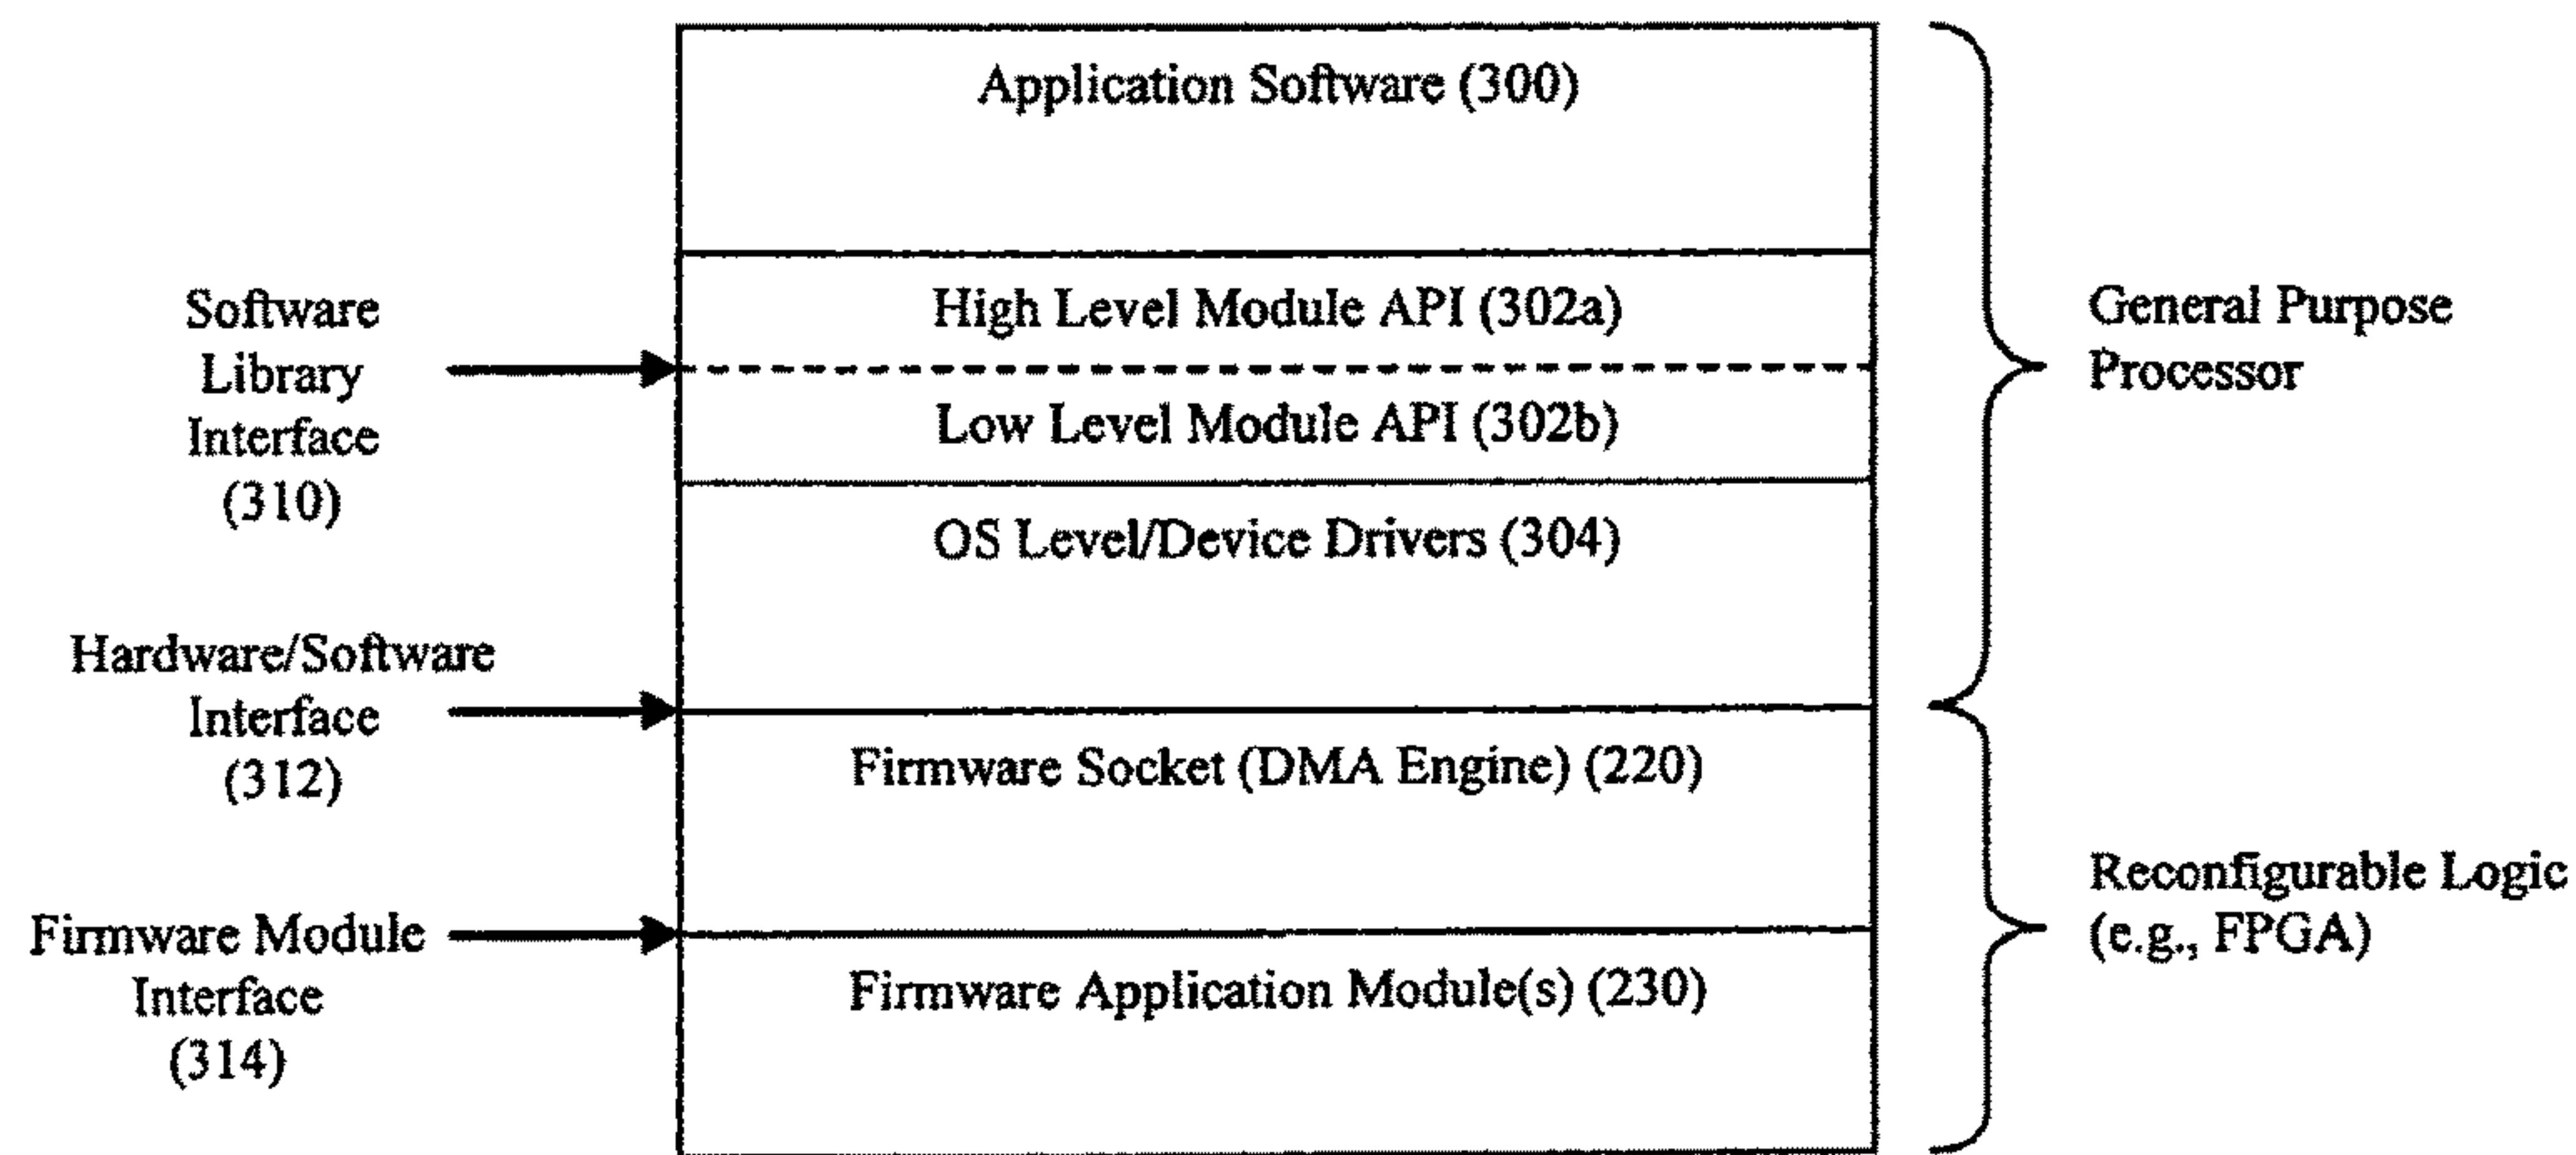 Application Software (300)
Software
Library
Interface
(310)
High Level Module API (302a)
Low Level Module API (302b)
General Purpose
Processor
OS Level/Device Drivers (304)
Hardware/Software
Interface
(312)
Firmware Socket (DMA Engine) (220)
Reconfigurable Logic
(e.g., FPGA)
Firmware Module
Interface
(314)
Firmware Application Module(s) (230)